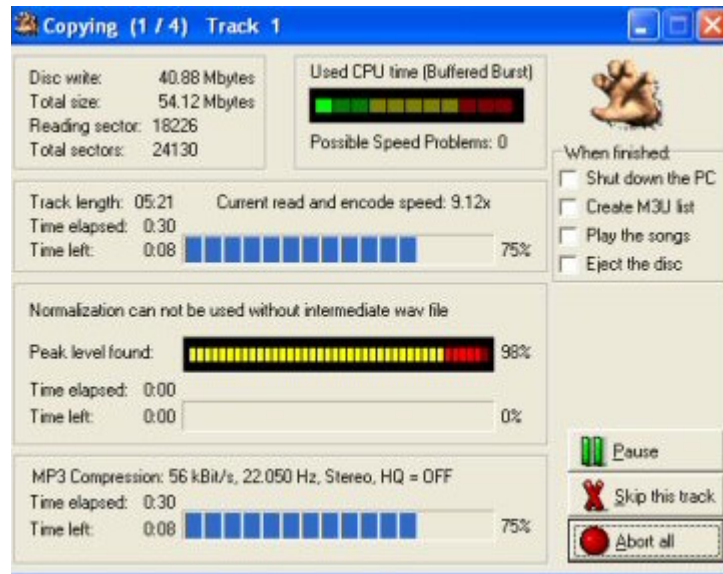 Copying (1 / 4) Track 1
Disc write: 40.88 Mbytes
Total size: 54.12 Mbytes
Reading sector: 18226
Total sectors: 24130
Used CPU time (Buffered Burst)
Possible Speed Problems: 0
When finished:
Shut down the PC
Create M3U list
Play the songs
Eject the disc
Track length: 05:21 Current read and encode speed: 9.12x
Time elapsed: 0:30
Time left: 0:08 75%
Normalization can not be used without intermediate wav file
Peak level found: 98%
Time elapsed: 0:00
Time left: 0:00 0%
MP3 Compression: 56 kBit/s, 22.050 Hz, Stereo, HQ = OFF
Time elapsed: 0:30
Time left: 0:08 75%
Pause
Skip this track
Abort all